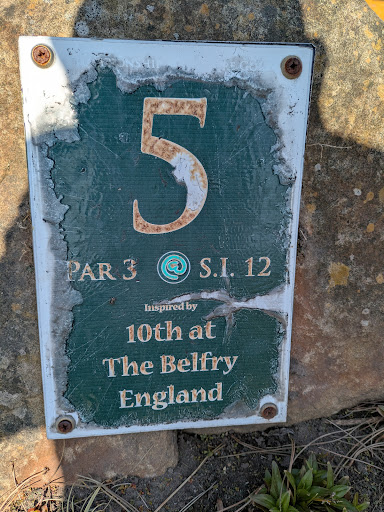 5
PAR 3 @ S.I. 12
Inspired by
10th at
The Belfry
England